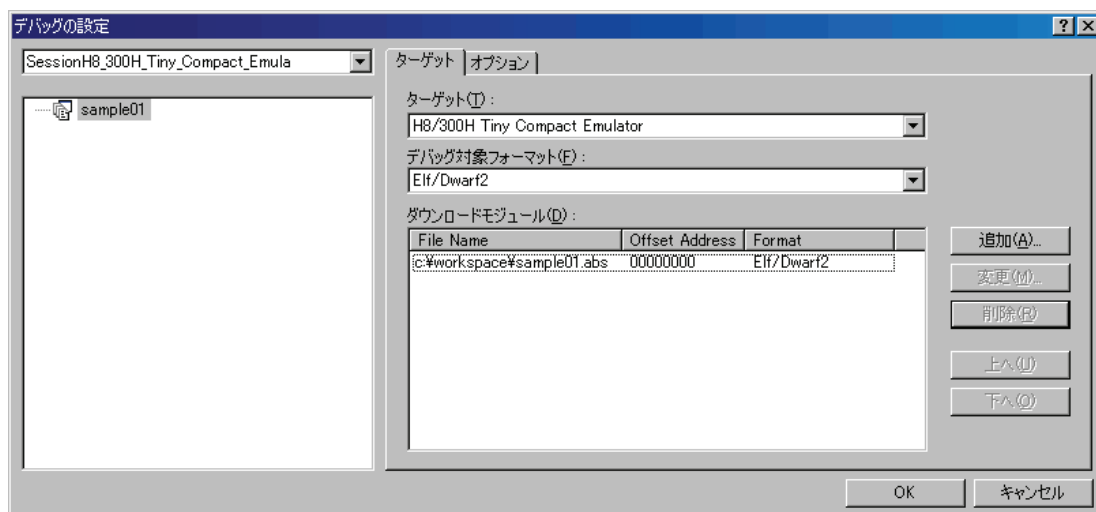 デバッグの設定
SessionH8_300H_Tiny_Compact_Emula
sample01
ターゲット オプション
ターゲット(T) :
H8/300H Tiny Compact Emulator
デバッグ対象フォーマット(F) :
Elf/Dwarf2
ダウンロードモジュール(D) :
File Name Offset Address Format
c:¥workspace¥sample01.abs 00000000 Elf/Dwarf2
追加(A)...
変更(M)...
削除(R)
上へ(U)
下へ(O)
OK キャンセル